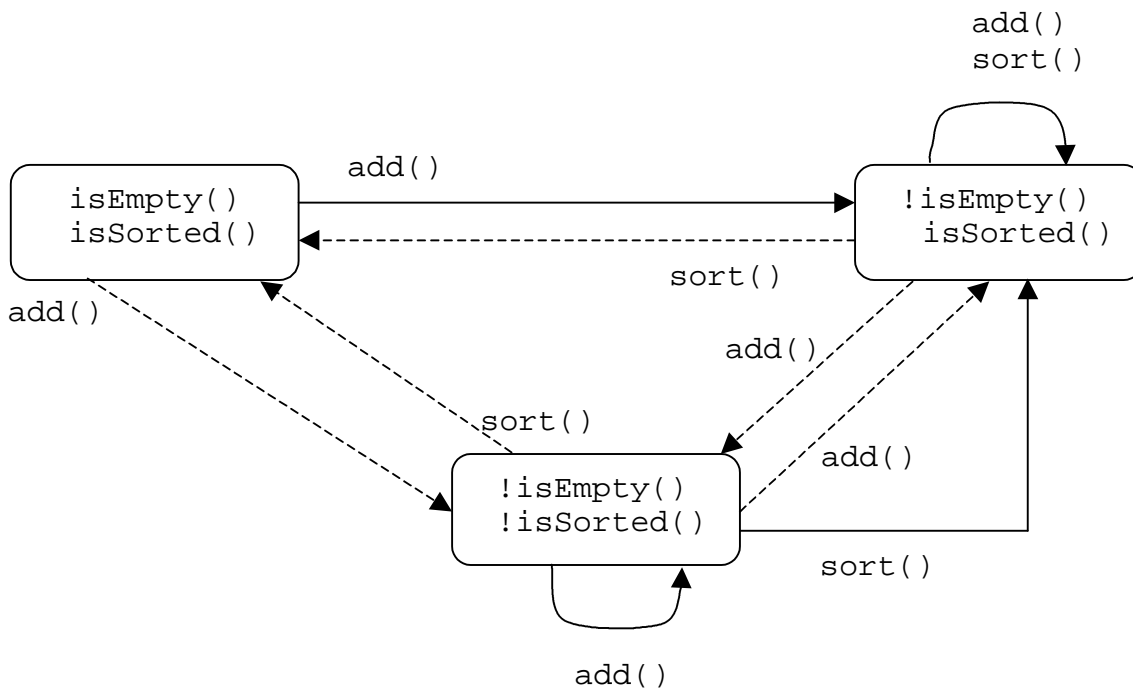 add()
sort()
add()
isEmpty()
isSorted()
!isEmpty()
isSorted()
sort()
add()
add()
sort()
add()
!isEmpty()
!isSorted()
sort()
add()